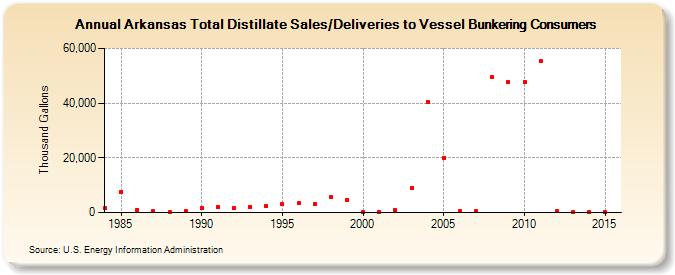 Annual Arkansas Total Distillate Sales/Deliveries to Vessel Bunkering Consumers
Thousand Gallons
60,000
40,000
20,000
0
1985 1990 1995 2000 2005 2010 2015
Source: U.S. Energy Information Administration